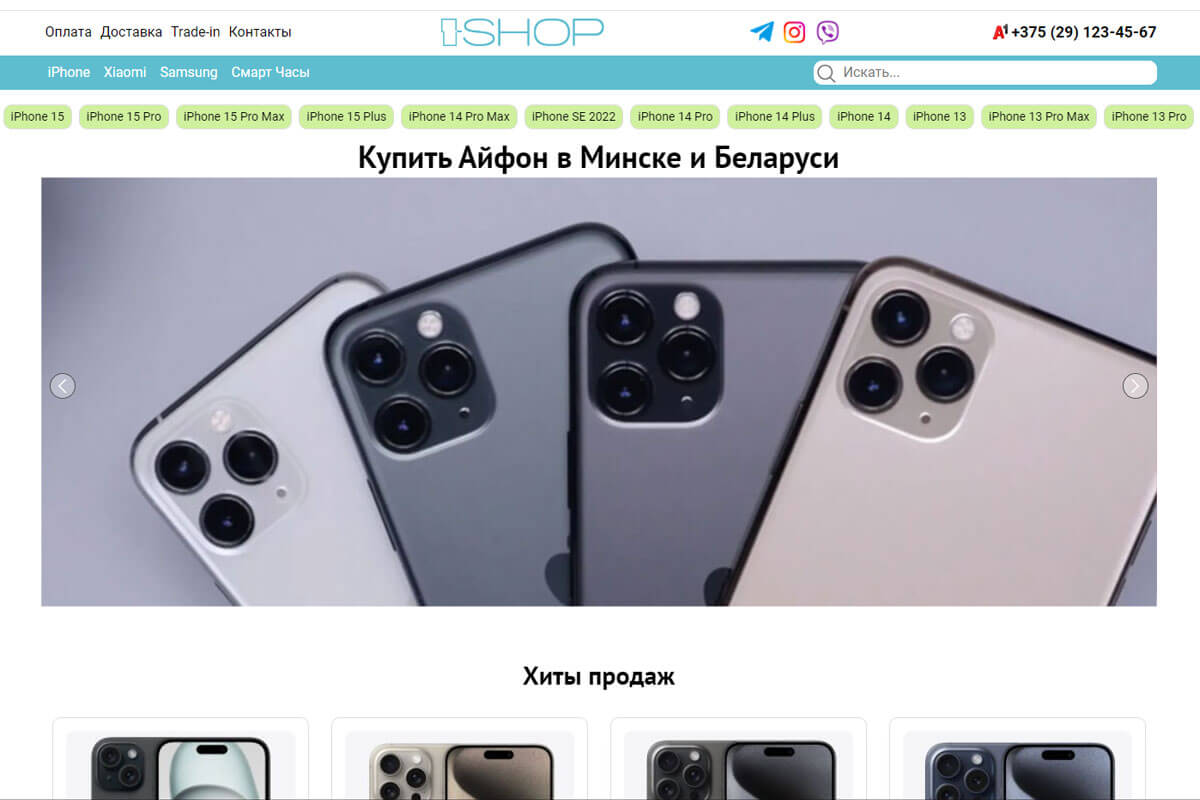 Оплата Доставка Trade-in Контакты
1-SHOP
A1 +375 (29) 123-45-67
iPhone Xiaomi Samsung Смарт Часы
Искать...
iPhone 15 iPhone 15 Pro iPhone 15 Pro Max iPhone 15 Plus iPhone 14 Pro Max iPhone SE 2022 iPhone 14 Pro iPhone 14 Plus iPhone 14 iPhone 13 iPhone 13 Pro Max iPhone 13 Pro
Купить Айфон в Минске и Беларуси
Хиты продаж